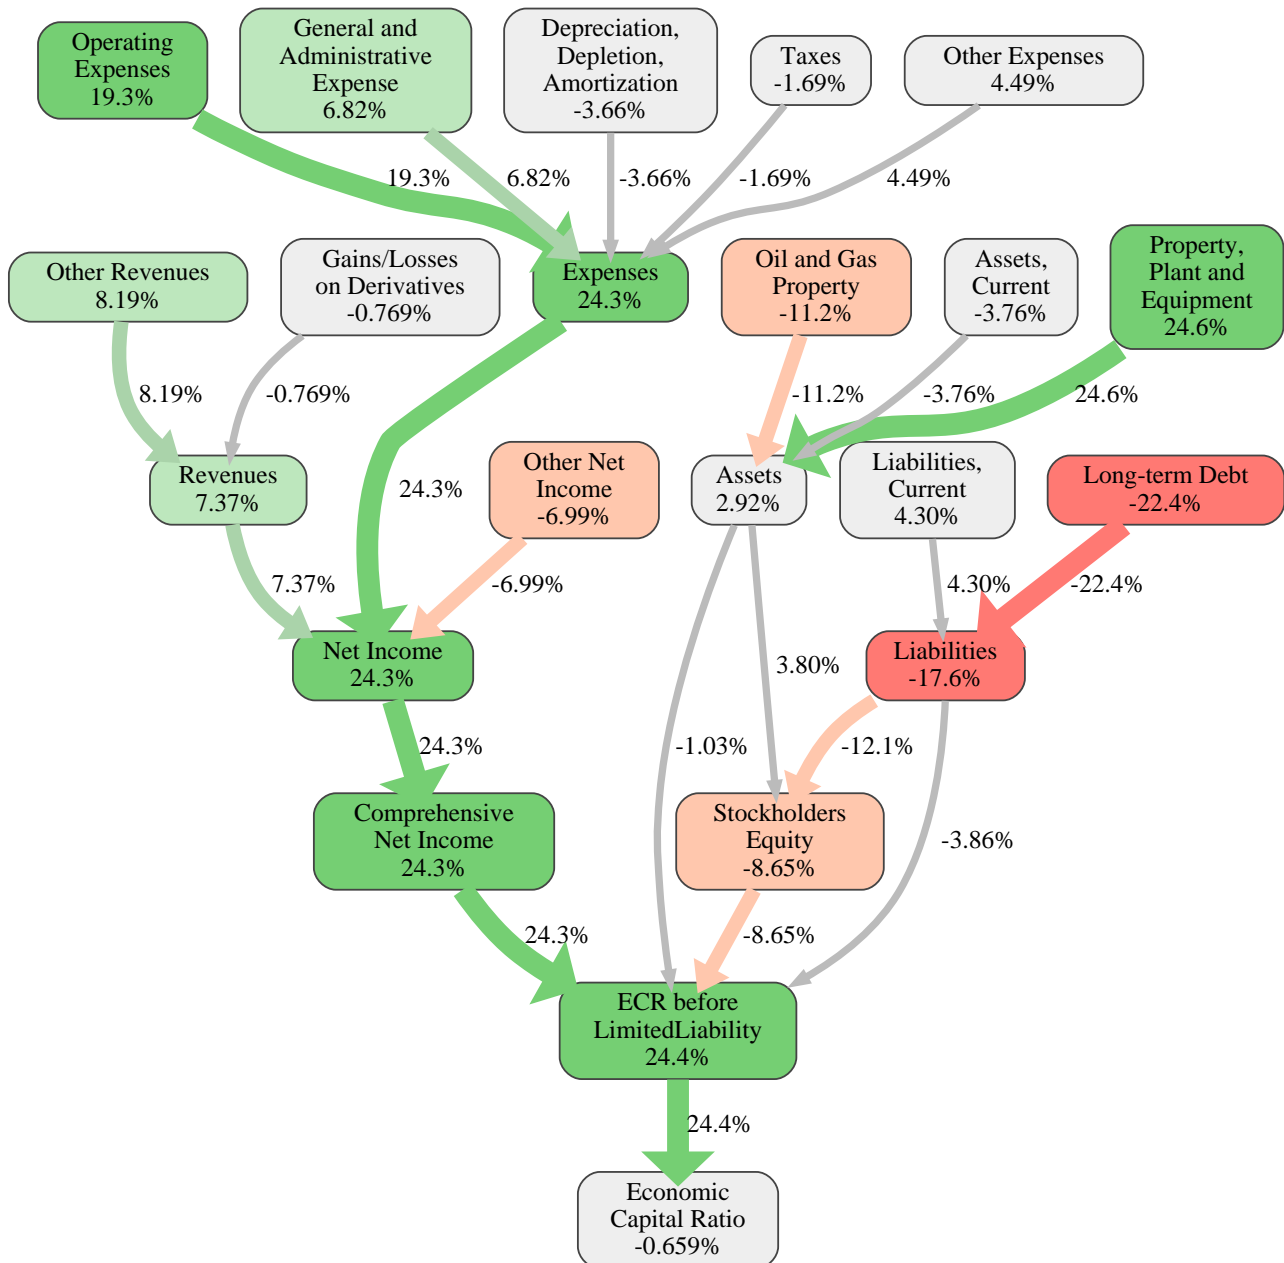 Operating
Expenses
19.3%
General and
Administrative
Expense
6.82%
Depreciation,
Depletion,
Amortization
-3.66%
Taxes
-1.69%
Other Expenses
4.49%
19.3%
6.82%
-3.66%
-1.69%
4.49%
Other Revenues
8.19%
Gains/Losses
on Derivatives
-0.769%
Expenses
24.3%
Oil and Gas
Property
-11.2%
Assets,
Current
-3.76%
Property,
Plant and
Equipment
24.6%
8.19%
-0.769%
-11.2%
-3.76%
24.6%
Revenues
7.37%
24.3%
Other Net
Income
-6.99%
Assets
2.92%
Liabilities,
Current
4.30%
Long-term Debt
-22.4%
7.37%
-6.99%
4.30%
-22.4%
Net Income
24.3%
3.80%
Liabilities
-17.6%
24.3%
-1.03%
-12.1%
Comprehensive
Net Income
24.3%
Stockholders
Equity
-8.65%
-3.86%
24.3%
-8.65%
ECR before
LimitedLiability
24.4%
24.4%
Economic
Capital Ratio
-0.659%